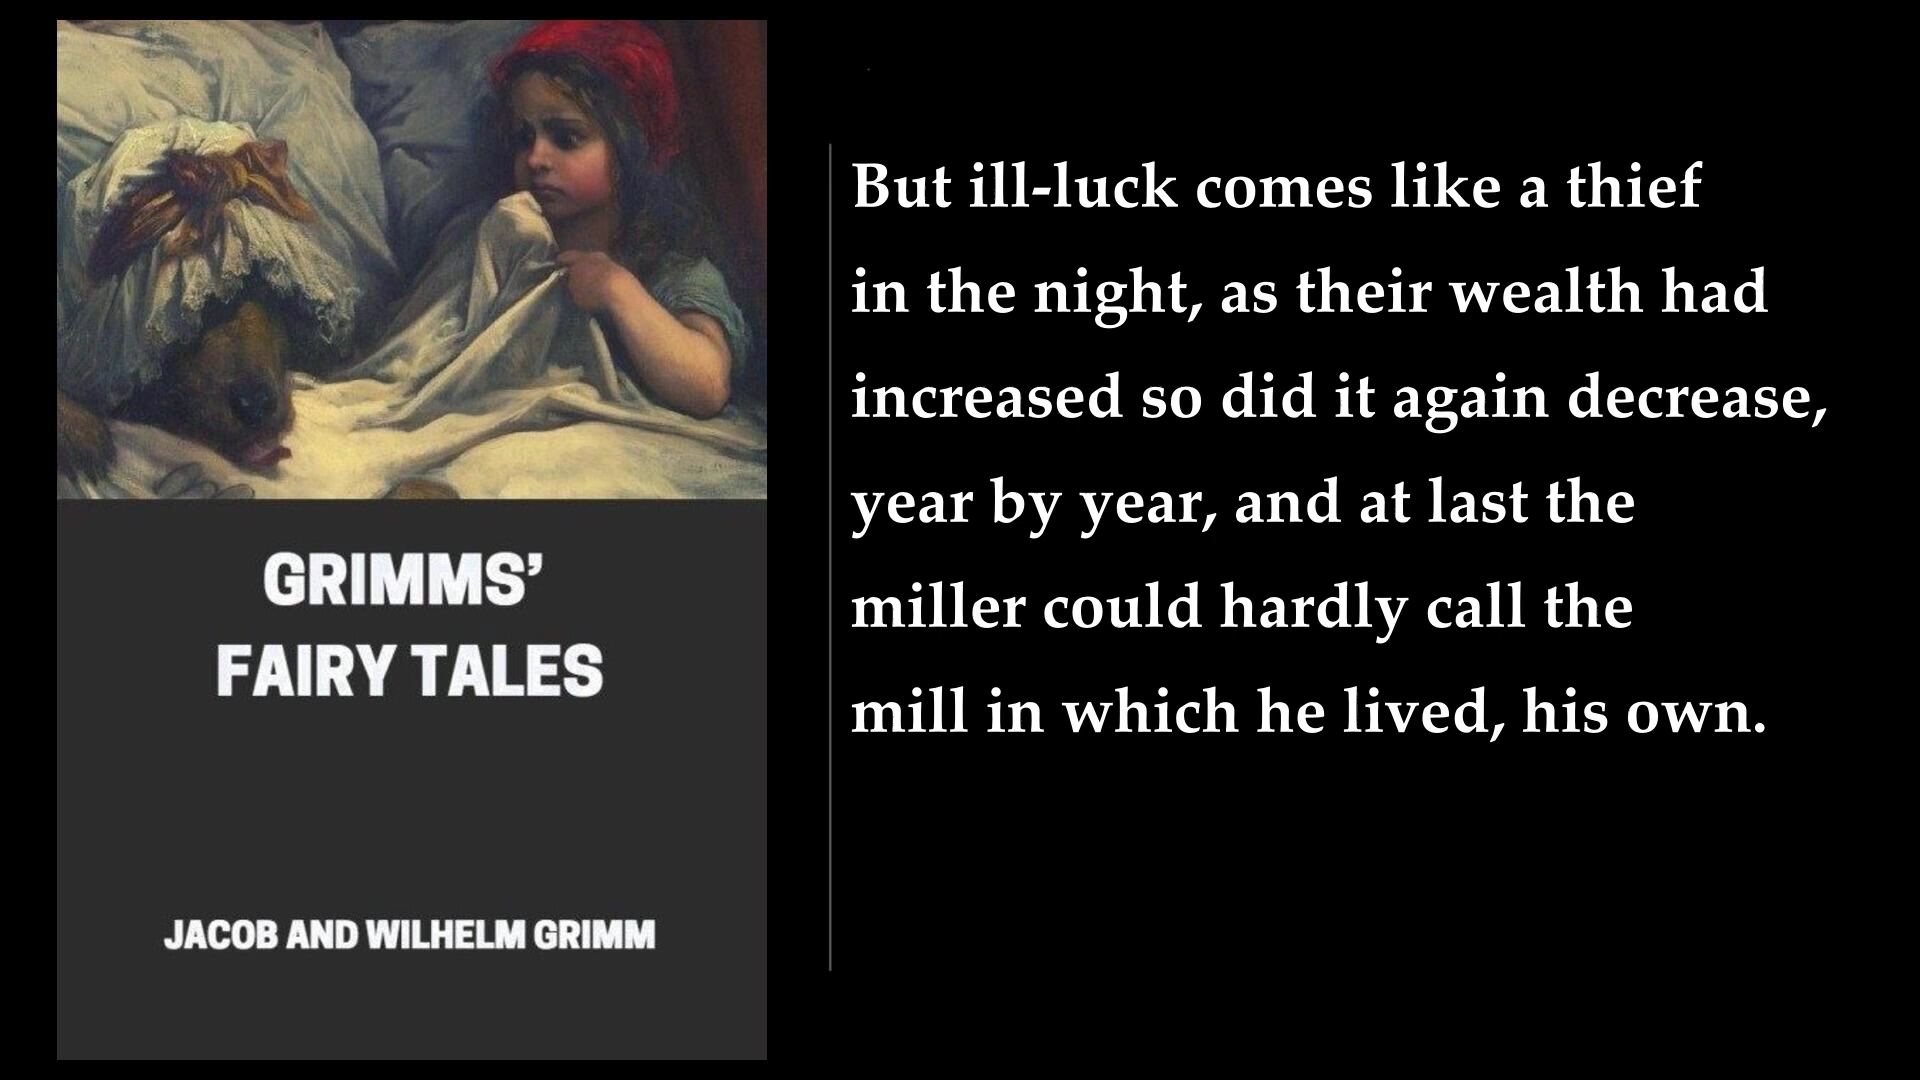 GRIMMS’
FAIRY TALES
JACOB AND WILHELM GRIMM
But ill-luck comes like a thief
in the night, as their wealth had
increased so did it again decrease,
year by year, and at last the
miller could hardly call the
mill in which he lived, his own.